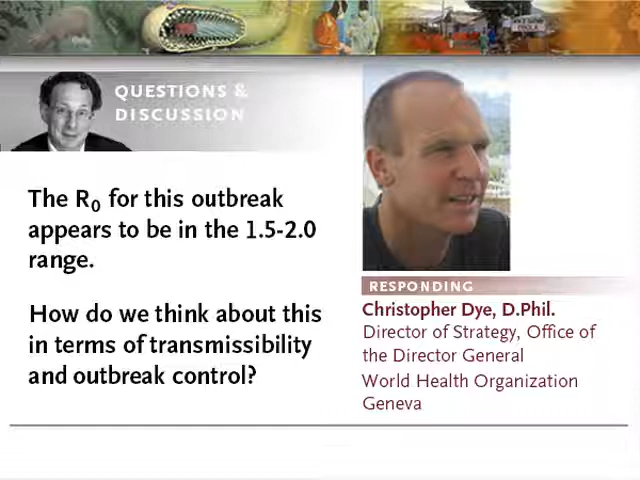 QUESTIONS &
DISCUSSION
The R₀ for this outbreak
appears to be in the 1.5-2.0
range.
How do we think about this
in terms of transmissibility
and outbreak control?
RESPONDING
Christopher Dye, D.Phil.
Director of Strategy, Office of
the Director General
World Health Organization
Geneva